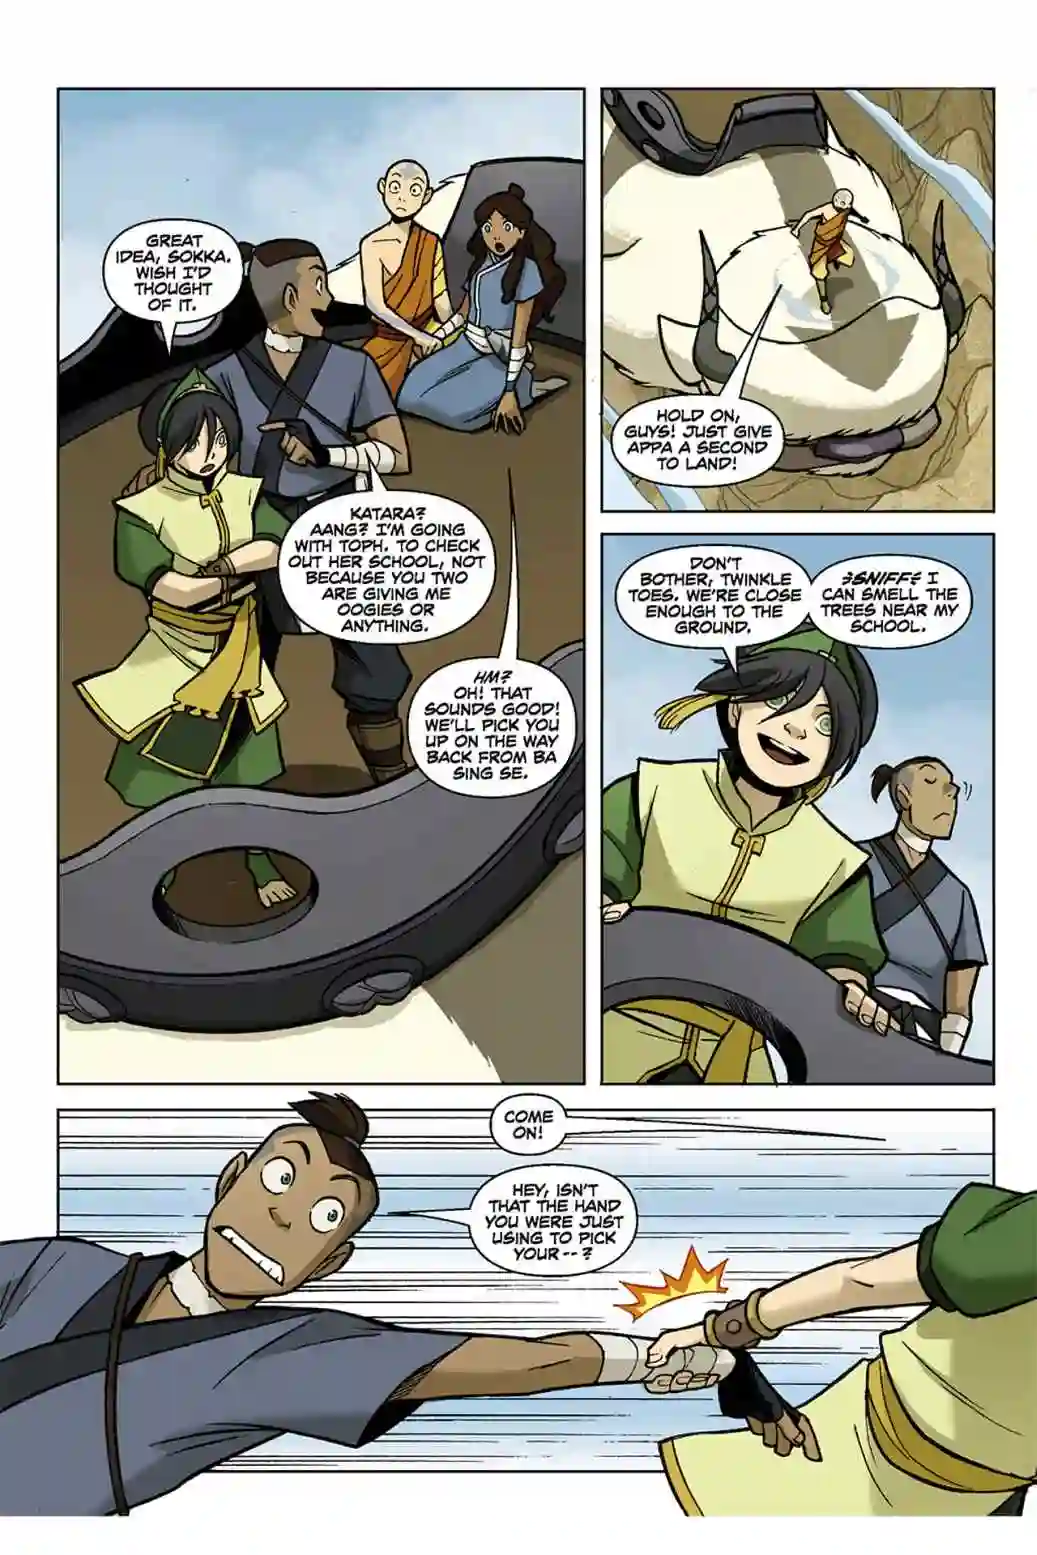 GREAT
IDEA, SOKKA.
WISH I'D
THOUGHT
OF IT.
KATARA?
AANG? I'M GOING
WITH TOPH. TO CHECK
OUT HER SCHOOL, NOT
BECAUSE YOU TWO
ARE GIVING ME
OOGIES OR
ANYTHING.
HM?
OH! THAT
SOUNDS GOOD!
WE'LL PICK YOU
UP ON THE WAY
BACK FROM BA
SING SE.
HOLD ON,
GUYS! JUST GIVE
APPA A SECOND
TO LAND!
DON'T
BOTHER, TWINKLE
TOES. WE'RE CLOSE
ENOUGH TO THE
GROUND.
SNIFF I
CAN SMELL THE
TREES NEAR MY
SCHOOL.
COME
ON!
HEY, ISN'T
THAT THE HAND
YOU WERE JUST
USING TO PICK
YOUR--?